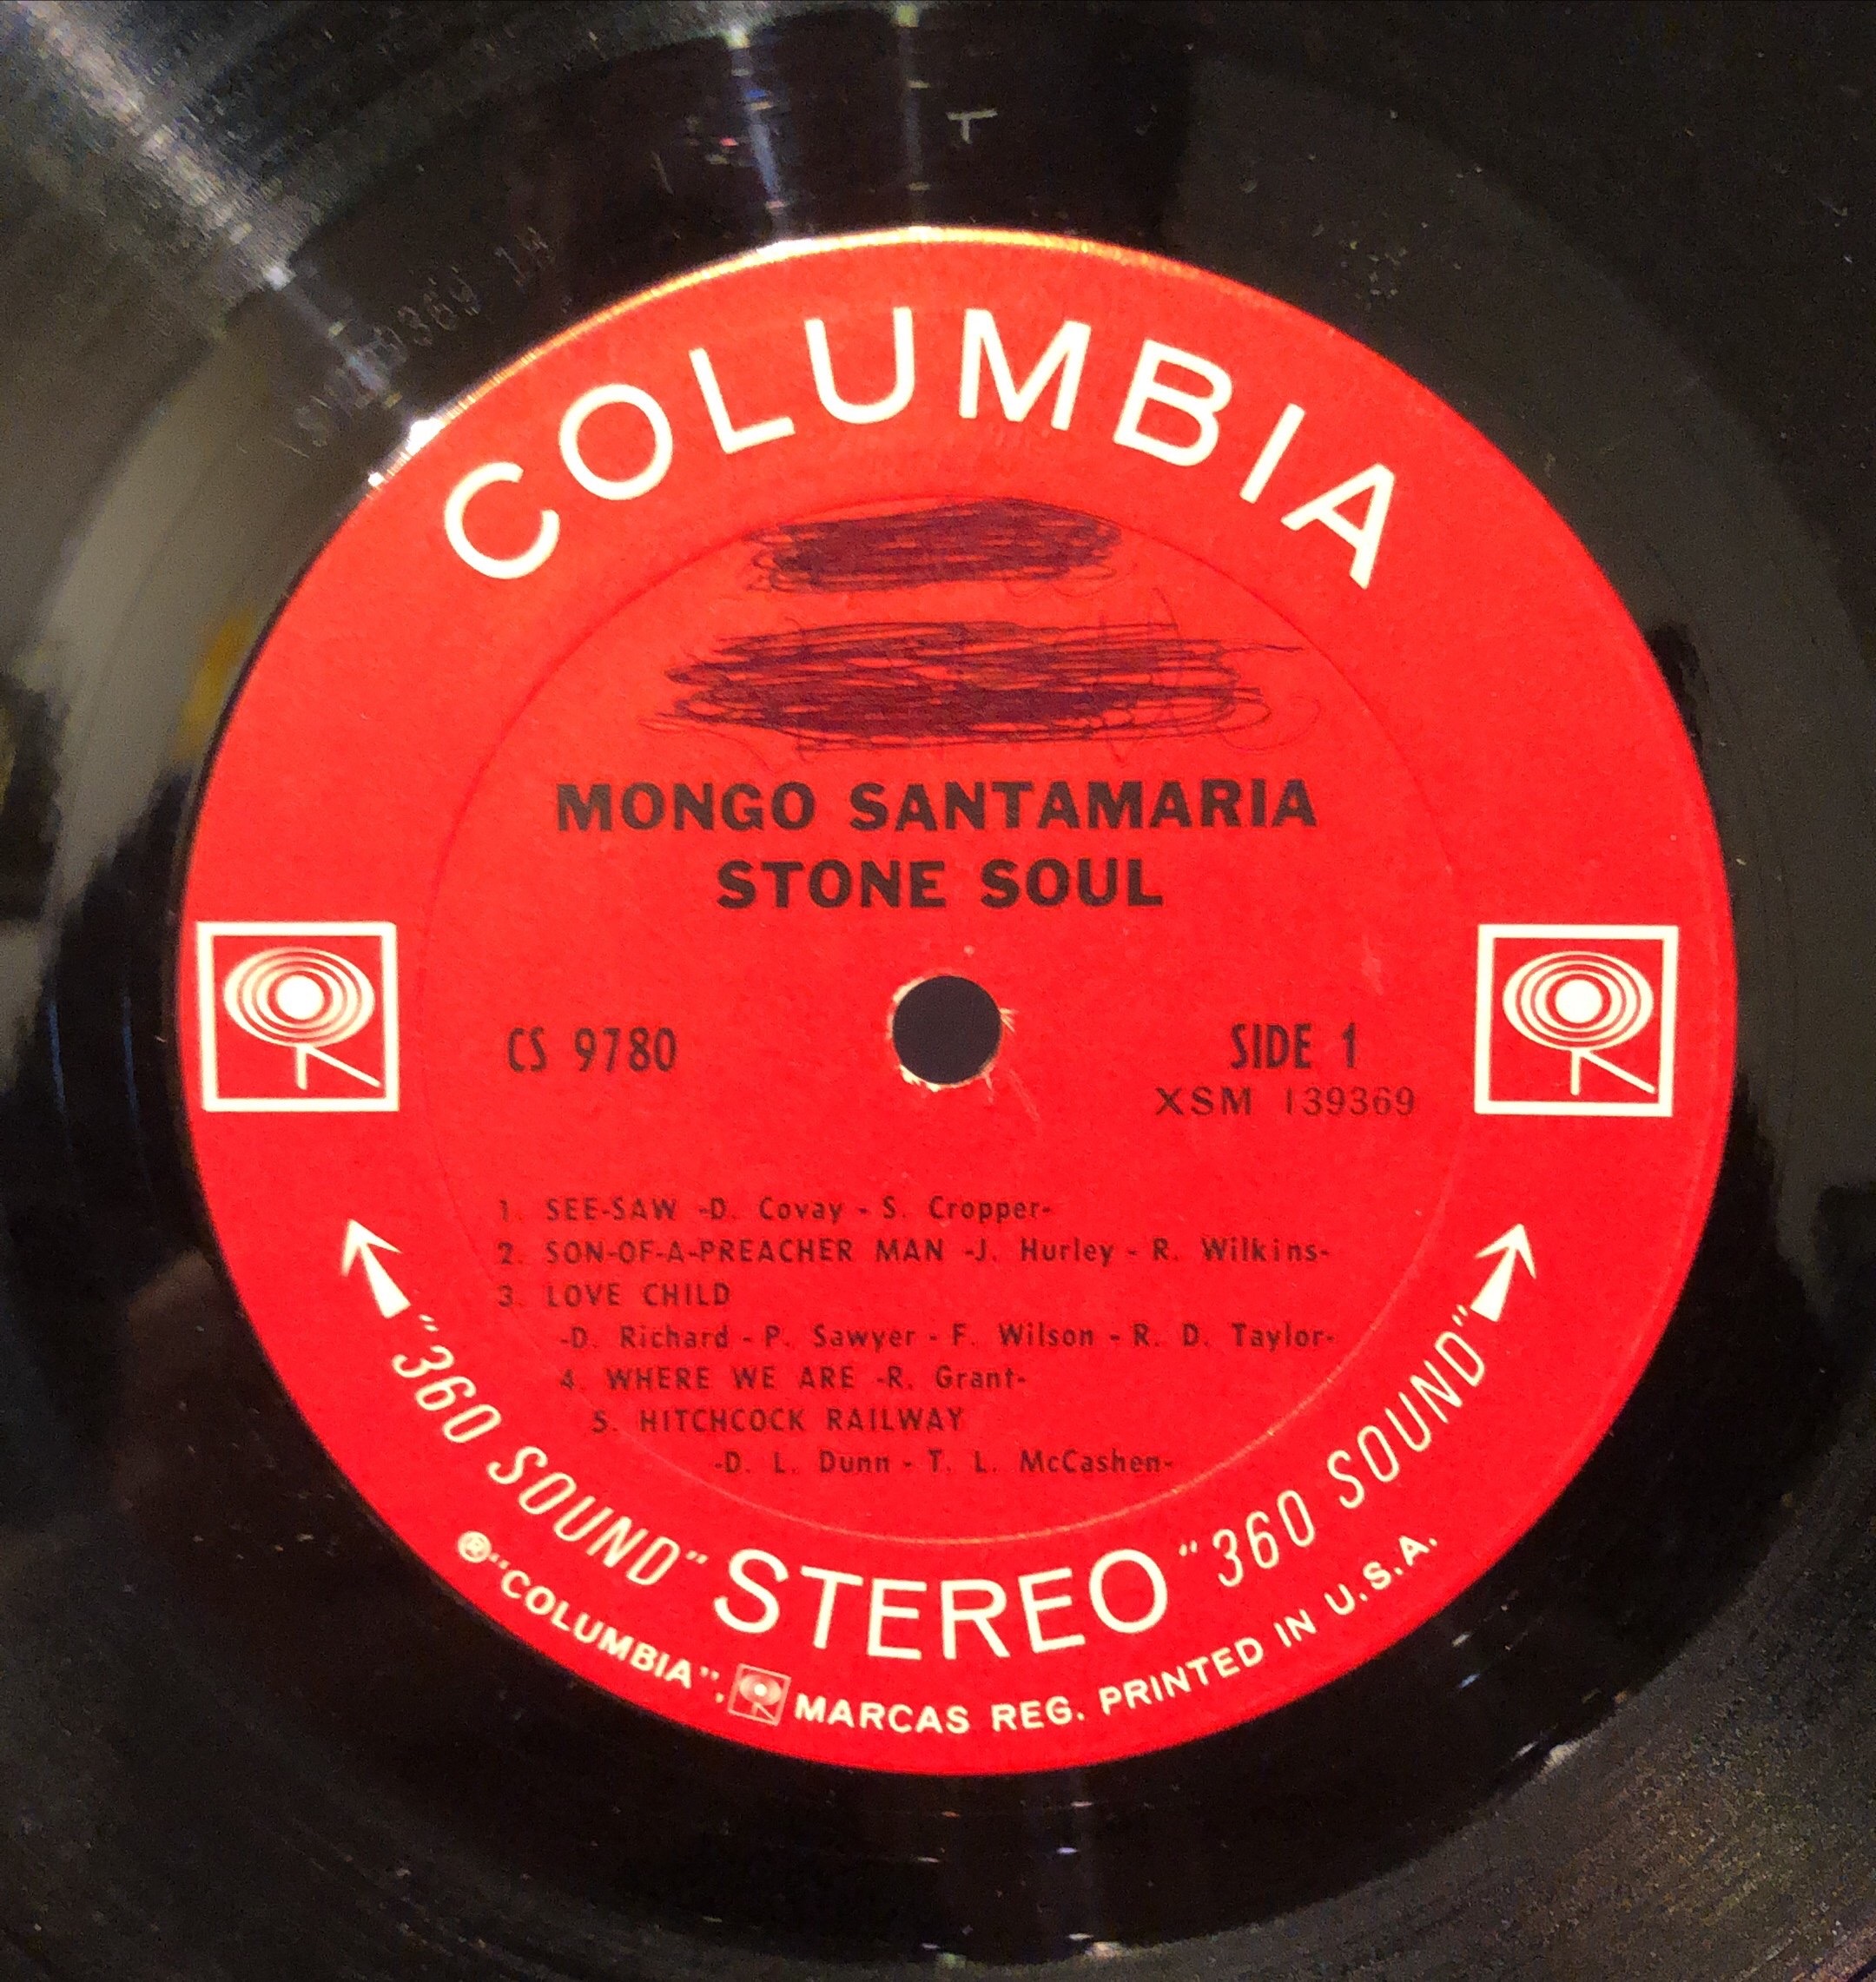 COLUMBIA
MONGO SANTAMARIA
STONE SOUL
CS 9780
SIDE 1
XSM 139369
1. SEE-SAW -D. Covay - S. Cropper-
2. SON-OF-A-PREACHER MAN -J. Hurley - R. Wilkins-
3. LOVE CHILD
-D. Richard - P. Sawyer - F. Wilson - R. D. Taylor-
4. WHERE WE ARE -R. Grant-
5. HITCHCOCK RAILWAY
-D. L. Dunn - T. L. McCashen-
"360 SOUND" STEREO "360 SOUND"
®"COLUMBIA", MARCAS REG. PRINTED IN U.S.A.
T